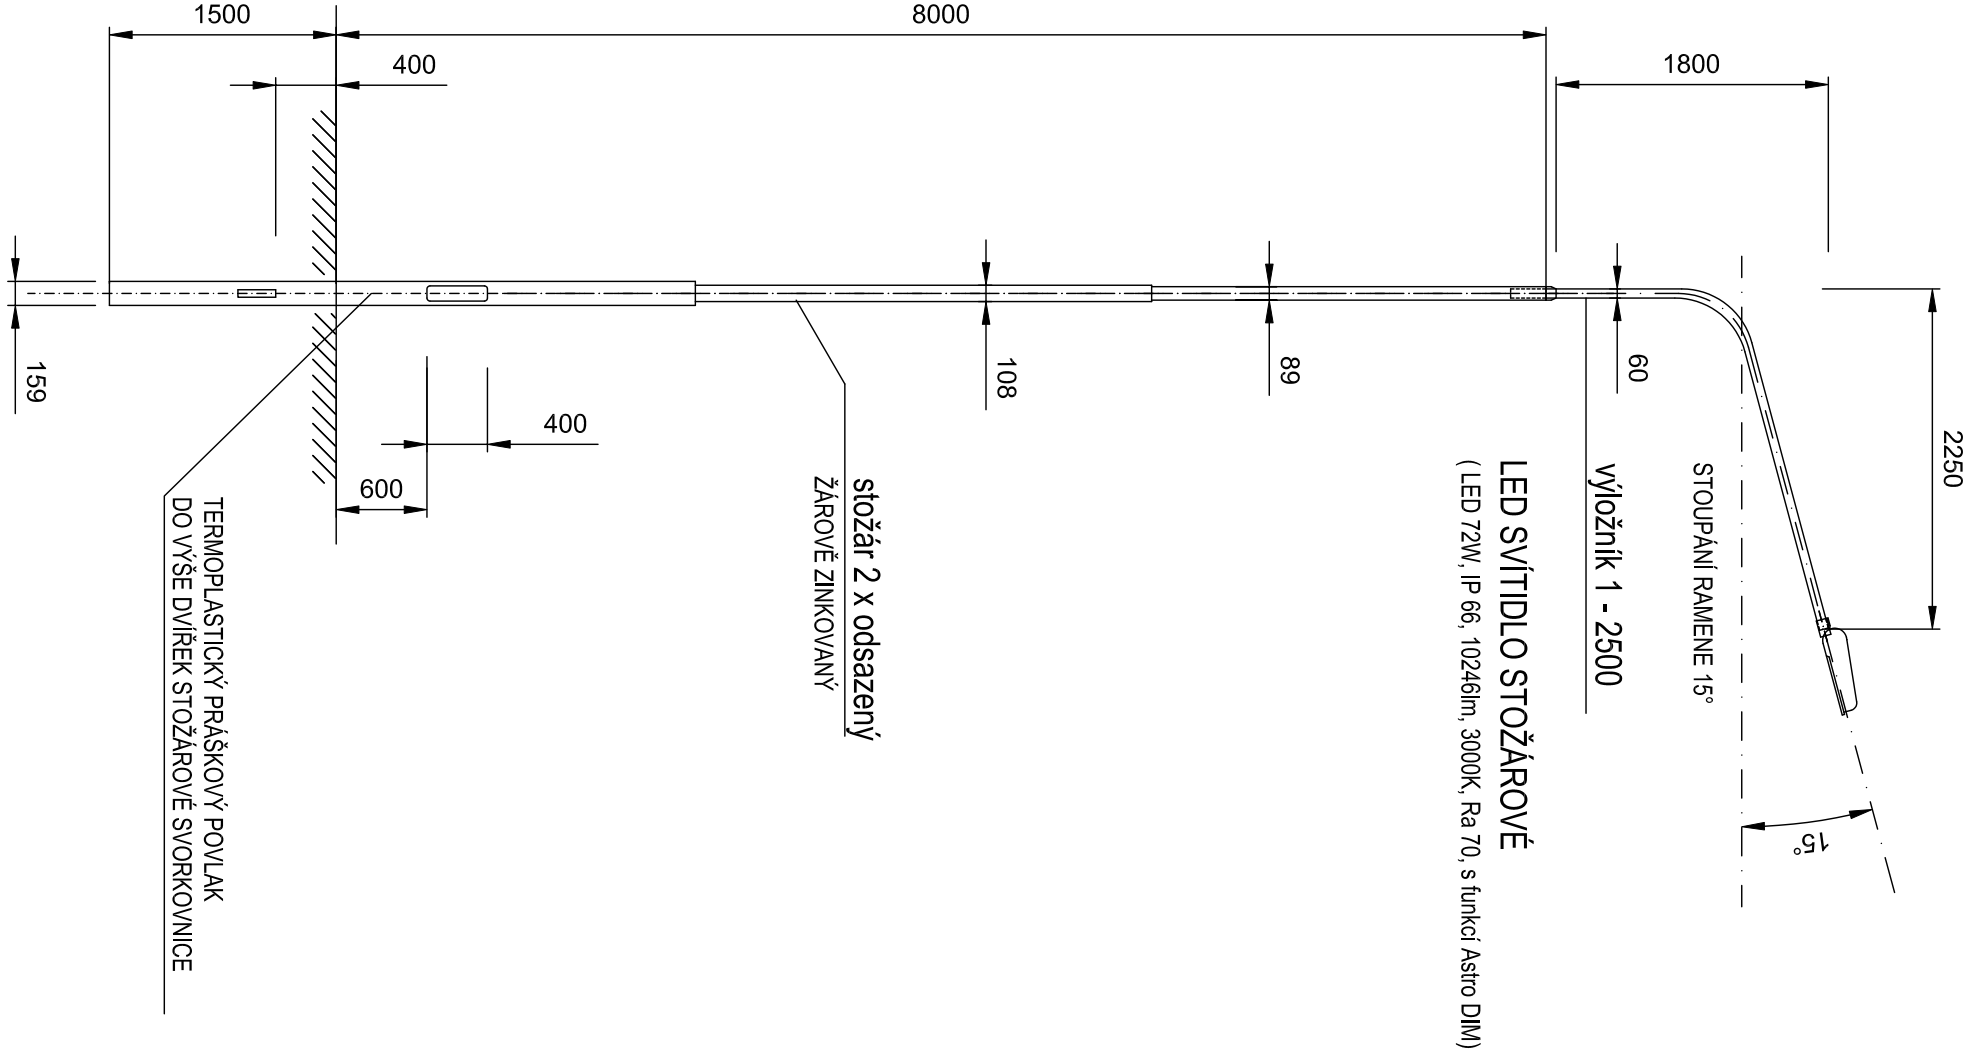 1500
8000
400
1800
2250
159
108
89
60
400
600
15°
STOUPÁNÍ RAMENE 15°
výložník 1 - 2500
LED SVÍTIDLO STOŽÁROVÉ
( LED 72W, IP 66, 10246lm, 3000K, Ra 70, s funkcí Astro DIM)
stožár 2 x odsazený
ŽÁROVĚ ZINKOVANÝ
TERMOPLASTICKÝ PRÁŠKOVÝ POVLAK
DO VÝŠE DVÍŘEK STOŽÁROVÉ SVORKOVNICE